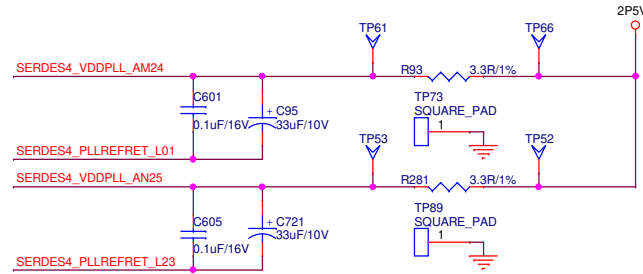 2P5V
TP61
TP66
SERDES4_VDDPLL_AM24
R93
3.3R/1%
C601
0.1uF/16V
+
C95
33uF/10V
TP73
SQUARE_PAD
1
SERDES4_PLLREFRET_L01
TP53
TP52
SERDES4_VDDPLL_AN25
R281
3.3R/1%
C605
0.1uF/16V
+
C721
33uF/10V
TP89
SQUARE_PAD
1
SERDES4_PLLREFRET_L23